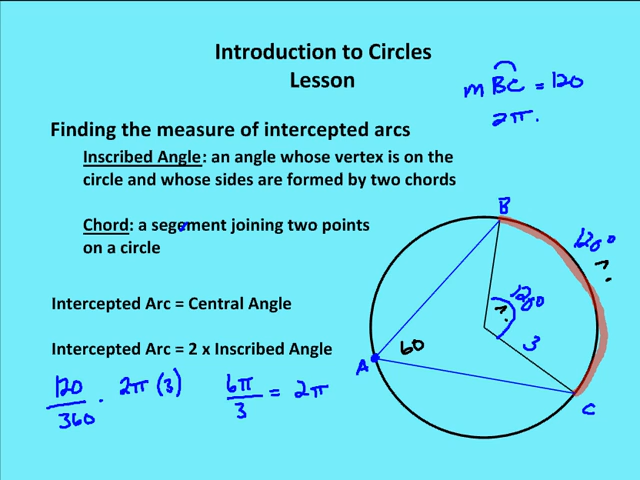 Introduction to Circles
Lesson
m BC = 120
2π.
Finding the measure of intercepted arcs
Inscribed Angle: an angle whose vertex is on the
circle and whose sides are formed by two chords
Chord: a segement joining two points
on a circle
B
120°
?
120°
?
3
Intercepted Arc = Central Angle
Intercepted Arc = 2 x Inscribed Angle
60
A
C
120/360 · 2π (3) 6π/3 = 2π